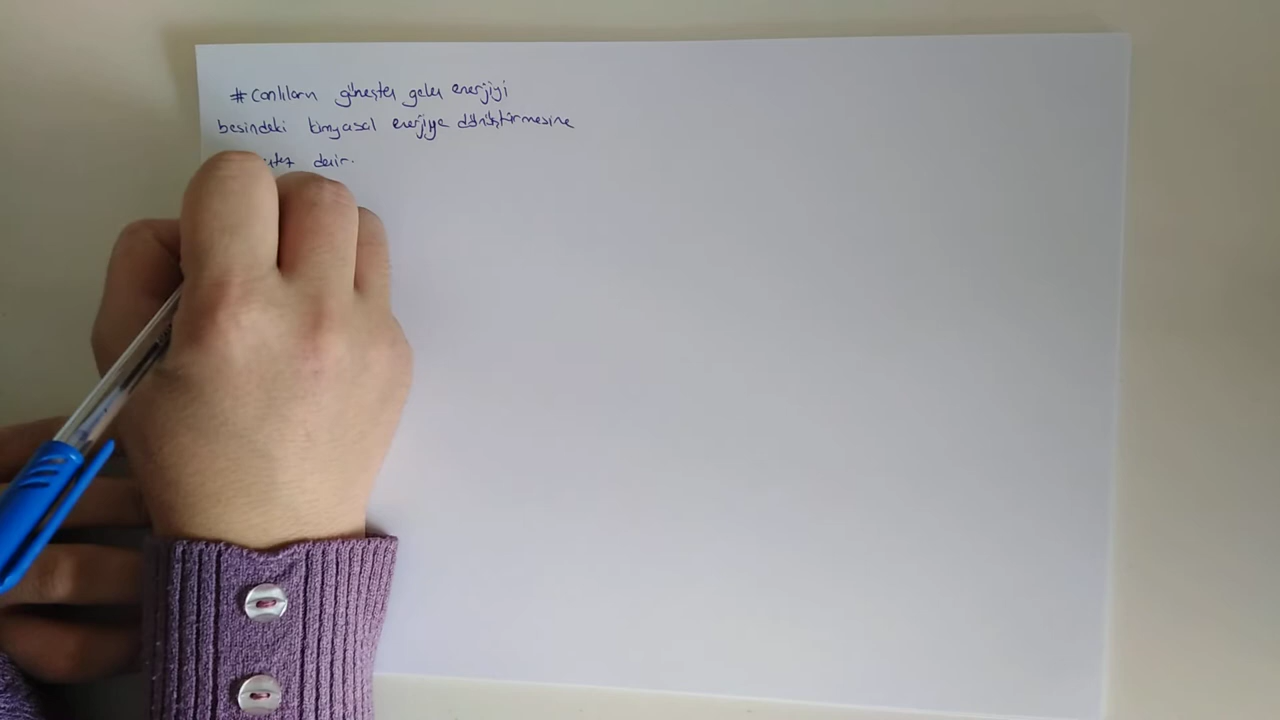 #Canlıların güneşten gelen enerjiyi
besindeki kimyasal enerjiye dönüştürmesine
denir.